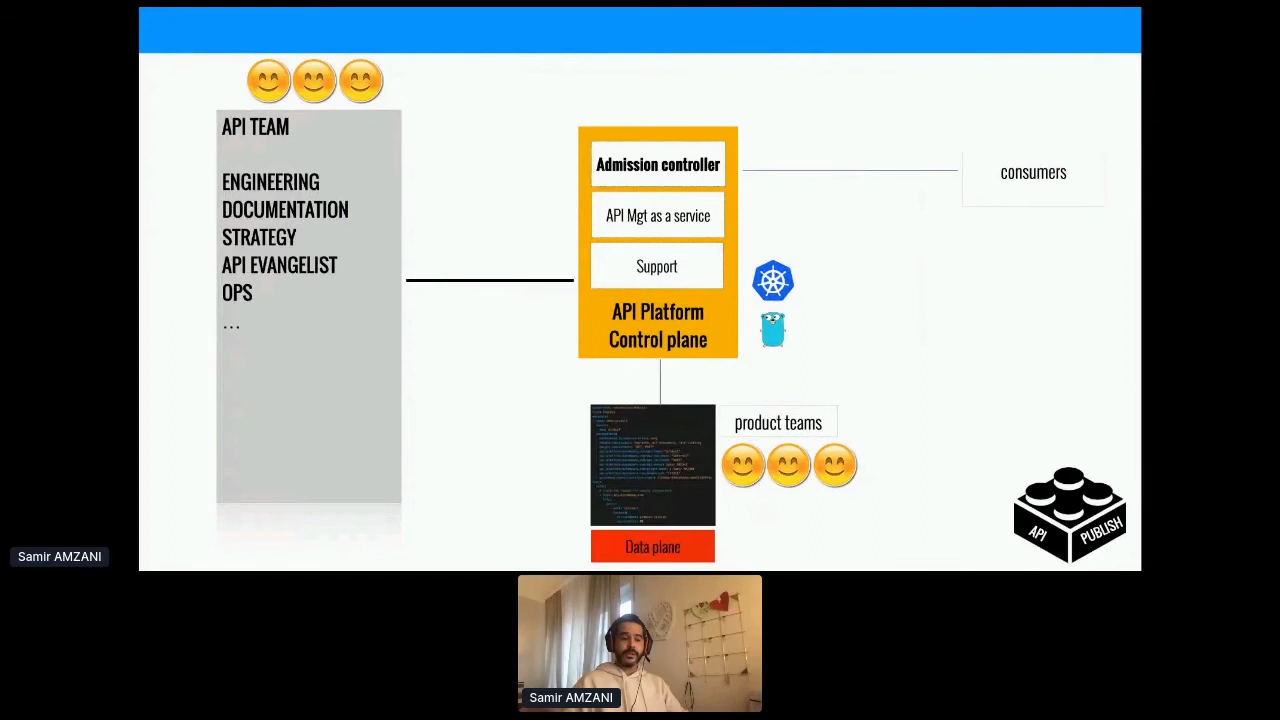 API TEAM
ENGINEERING
DOCUMENTATION
STRATEGY
API EVANGELIST
OPS
...
Admission controller
API Mgt as a service
Support
API Platform
Control plane
consumers
product teams
Data plane
API PUBLISH
Samir AMZANI
Samir AMZANI